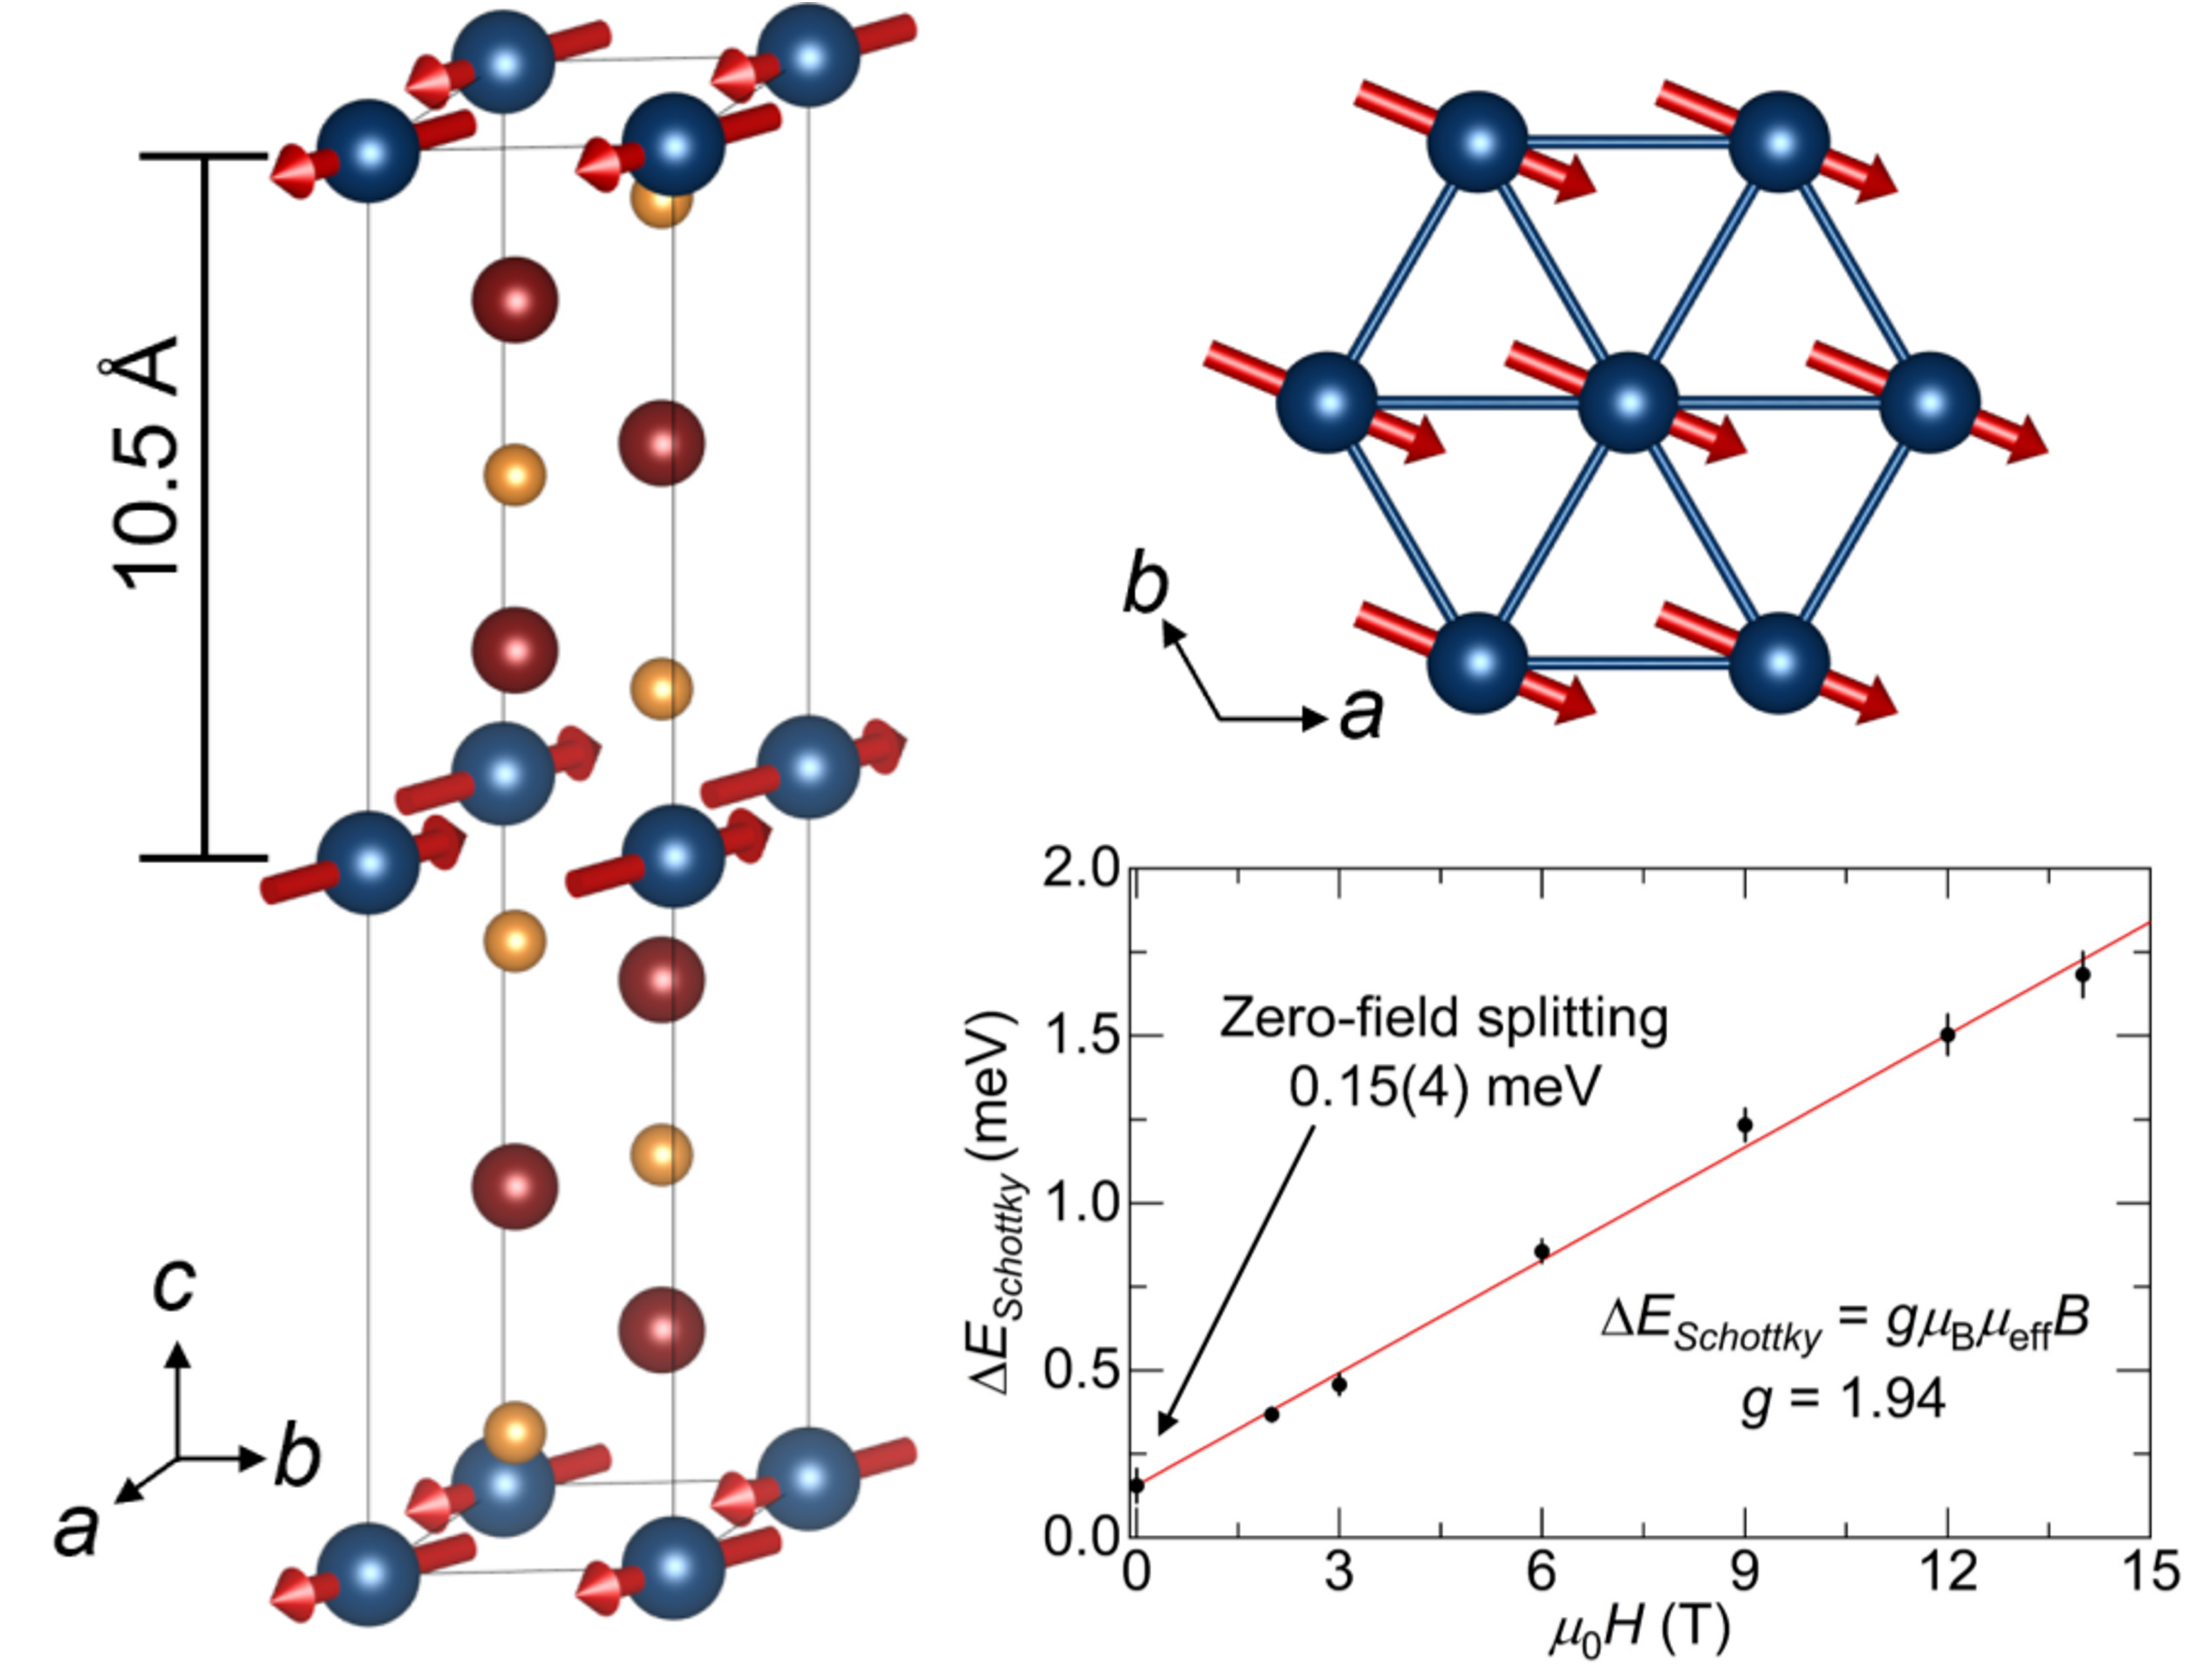 10.5 Å
c
b
a
b
a
2.0
1.5
1.0
0.5
0.0
ΔE_Schottky (meV)
Zero-field splitting
0.15(4) meV
ΔE_Schottky = gμ_Bμ_effB
g = 1.94
0 3 6 9 12 15
μ₀H (T)